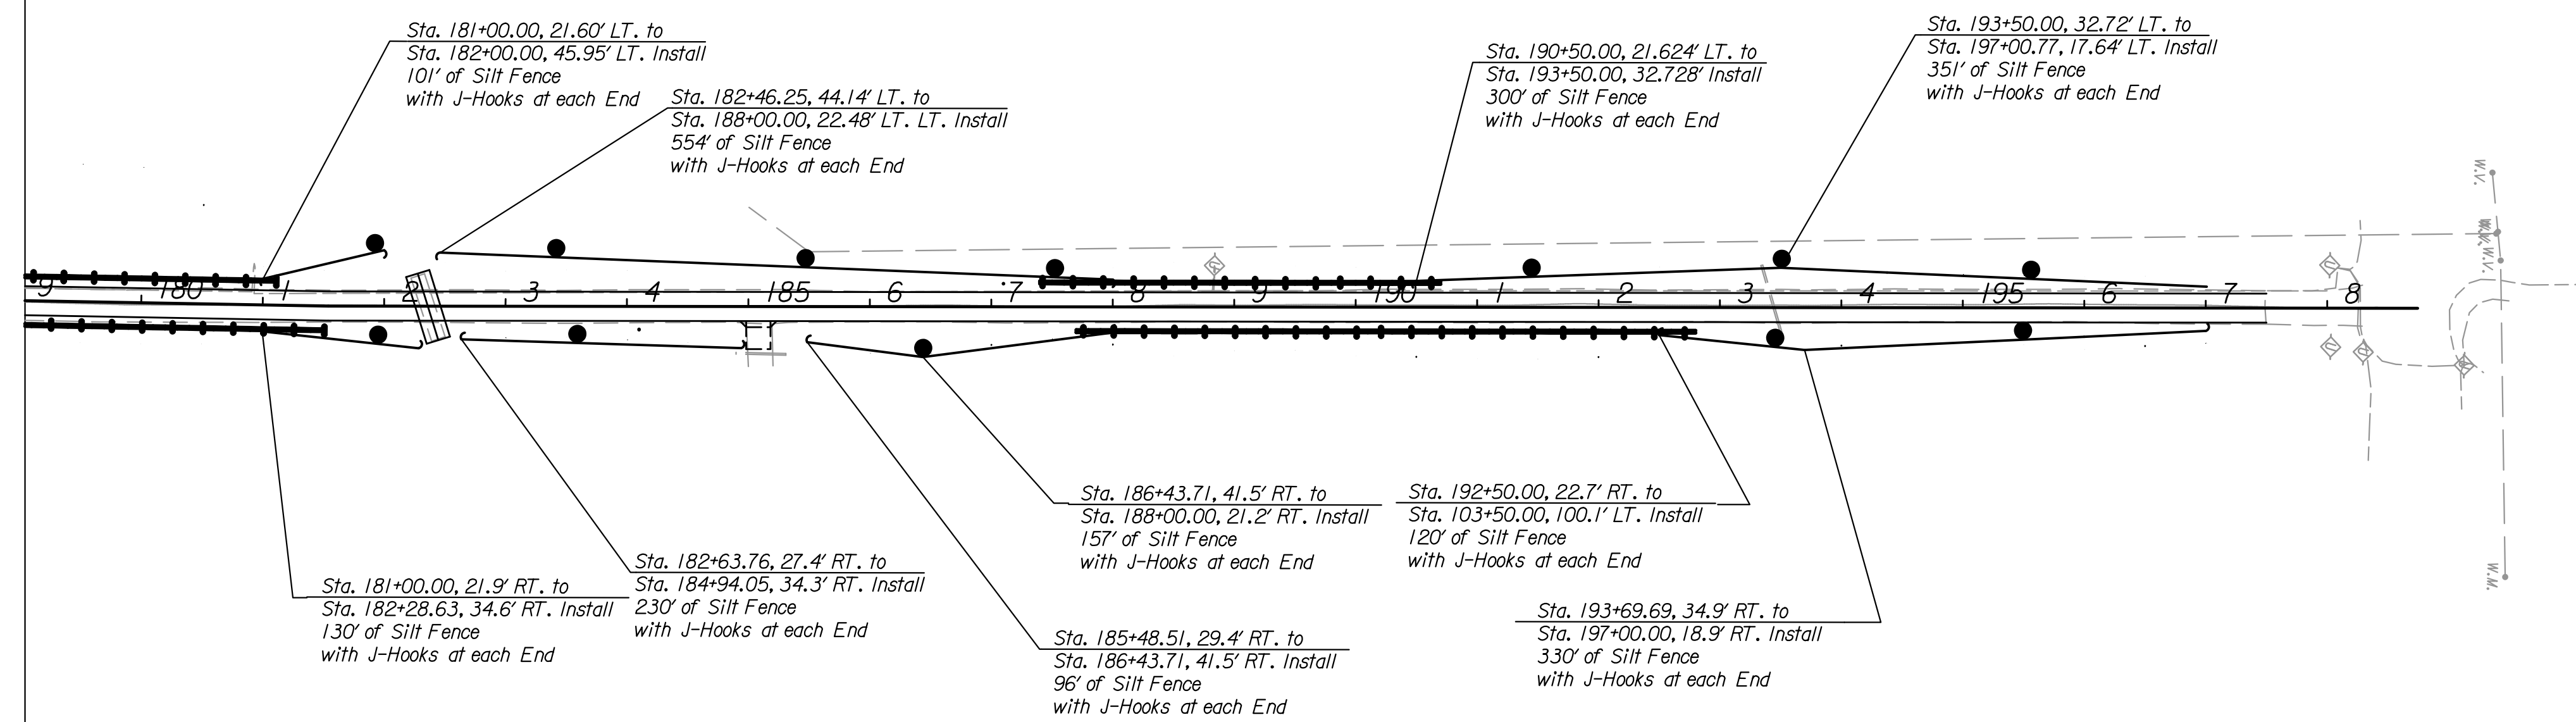 Sta. 181+00.00, 21.60' LT. to
Sta. 182+00.00, 45.95' LT. Install
101' of Silt Fence
with J-Hooks at each End
Sta. 182+46.25, 44.14' LT. to
Sta. 188+00.00, 22.48' LT. LT. Install
554' of Silt Fence
with J-Hooks at each End
Sta. 190+50.00, 21.624' LT. to
Sta. 193+50.00, 32.728' Install
300' of Silt Fence
with J-Hooks at each End
Sta. 193+50.00, 32.72' LT. to
Sta. 197+00.77, 17.64' LT. Install
351' of Silt Fence
with J-Hooks at each End
W.V.
W.V.
9 180 1 2 3 4 185 6 7 8 9 190 1 2 3 4 195 6 7 8
Sta. 181+00.00, 21.9' RT. to
Sta. 182+28.63, 34.6' RT. Install
130' of Silt Fence
with J-Hooks at each End
Sta. 182+63.76, 27.4' RT. to
Sta. 184+94.05, 34.3' RT. Install
230' of Silt Fence
with J-Hooks at each End
Sta. 185+48.51, 29.4' RT. to
Sta. 186+43.71, 41.5' RT. Install
96' of Silt Fence
with J-Hooks at each End
Sta. 186+43.71, 41.5' RT. to
Sta. 188+00.00, 21.2' RT. Install
157' of Silt Fence
with J-Hooks at each End
Sta. 192+50.00, 22.7' RT. to
Sta. 103+50.00, 100.1' LT. Install
120' of Silt Fence
with J-Hooks at each End
Sta. 193+69.69, 34.9' RT. to
Sta. 197+00.00, 18.9' RT. Install
330' of Silt Fence
with J-Hooks at each End
W.M.